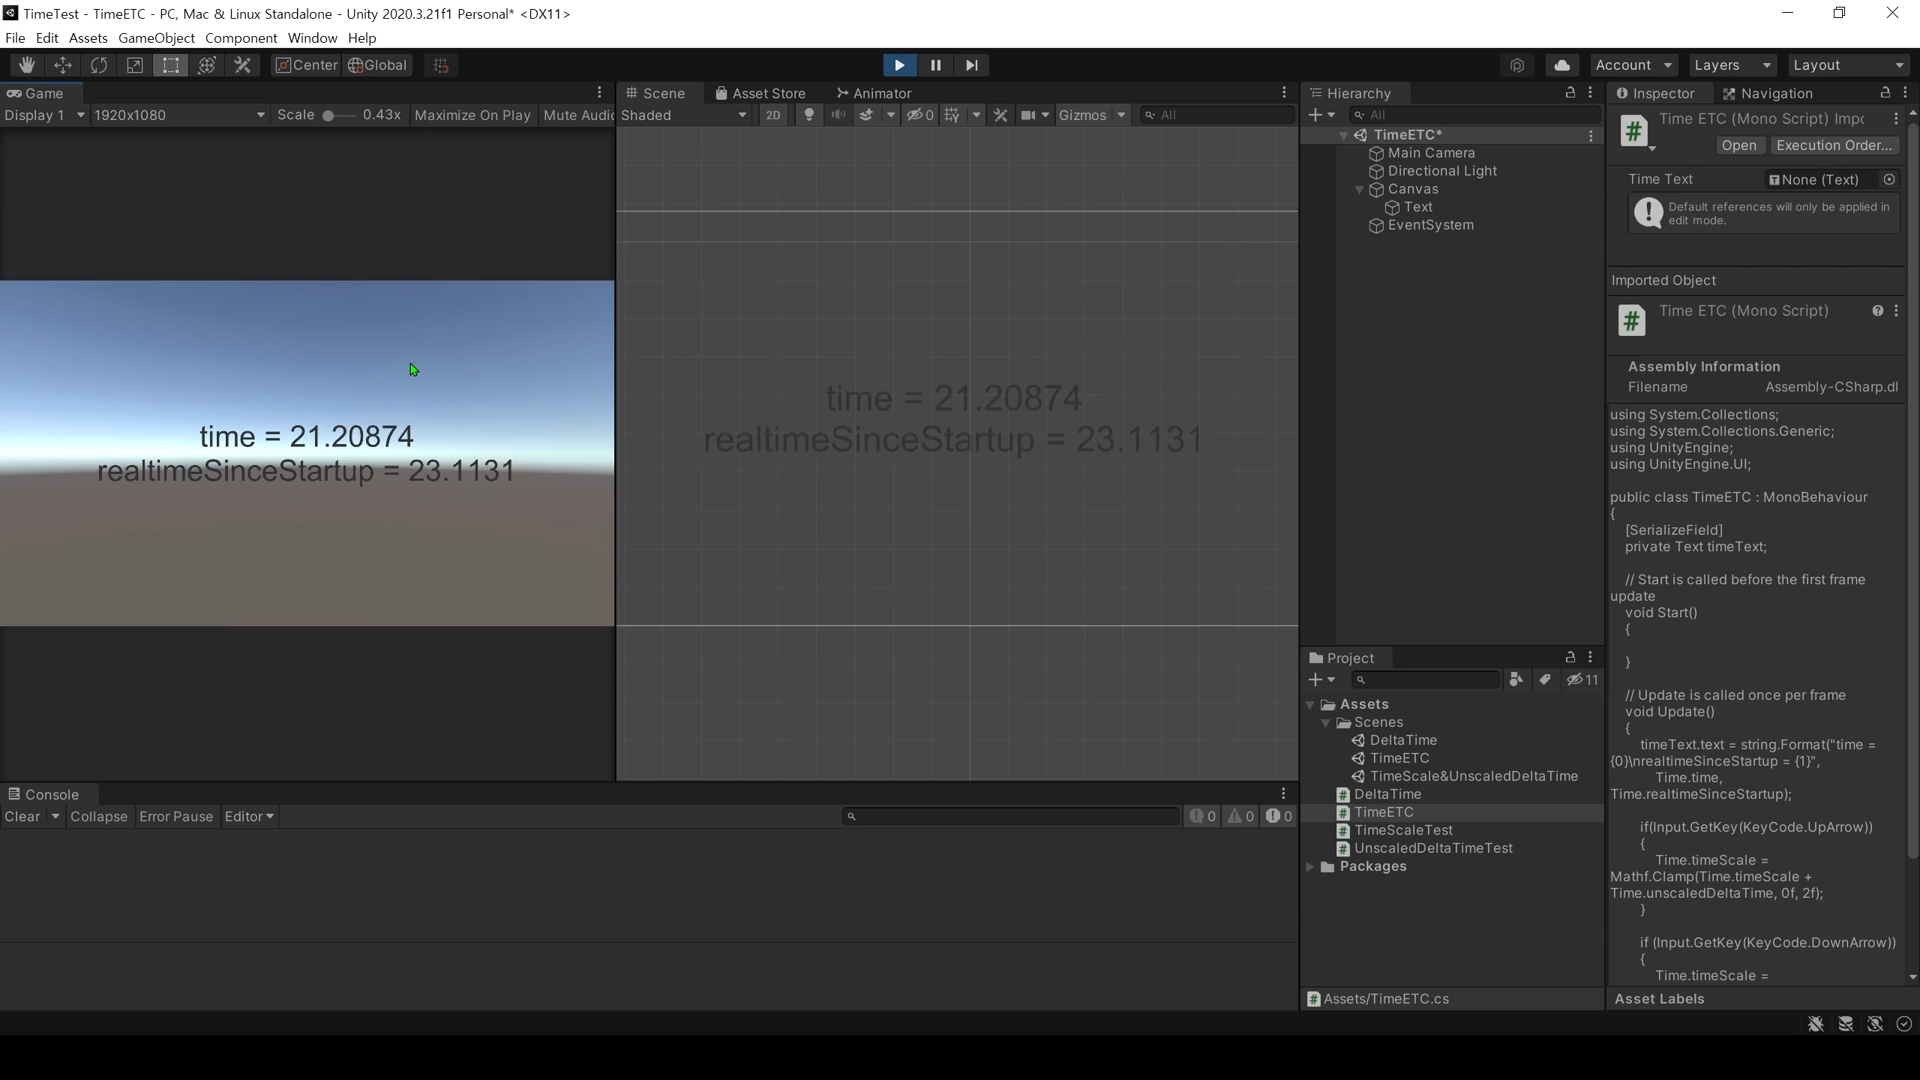 TimeTest - TimeETC - PC, Mac & Linux Standalone - Unity 2020.3.21f1 Personal* <DX11>
File Edit Assets GameObject Component Window Help
Center Global Account Layers Layout
Game
Display 1 1920x1080 Scale 0.43x Maximize On Play Mute Audic
time = 21.20874
realtimeSinceStartup = 23.1131
Scene Asset Store Animator
Shaded 2D 0 Gizmos All
time = 21.20874
realtimeSinceStartup = 23.1131
Console
Clear Collapse Error Pause Editor 0 0 0
Hierarchy
All
TimeETC*
Main Camera
Directional Light
Canvas
Text
EventSystem
Project
11
Assets
Scenes
DeltaTime
TimeETC
TimeScale&UnscaledDeltaTime
DeltaTime
TimeETC
TimeScaleTest
UnscaledDeltaTimeTest
Packages
Assets/TimeETC.cs
Inspector Navigation
Time ETC (Mono Script) Impo
Open Execution Order...
Time Text None (Text)
Default references will only be applied in
edit mode.
Imported Object
Time ETC (Mono Script)
Assembly Information
Filename Assembly-CSharp.dl
using System.Collections;
using System.Collections.Generic;
using UnityEngine;
using UnityEngine.UI;
public class TimeETC : MonoBehaviour
{
[SerializeField]
private Text timeText;
// Start is called before the first frame
update
void Start()
{
}
// Update is called once per frame
void Update()
{
timeText.text = string.Format("time =
{0}\nrealtimeSinceStartup = {1}",
Time.time,
Time.realtimeSinceStartup);
if(Input.GetKey(KeyCode.UpArrow))
{
Time.timeScale =
Mathf.Clamp(Time.timeScale +
Time.unscaledDeltaTime, 0f, 2f);
}
if (Input.GetKey(KeyCode.DownArrow))
{
Time.timeScale =
Asset Labels